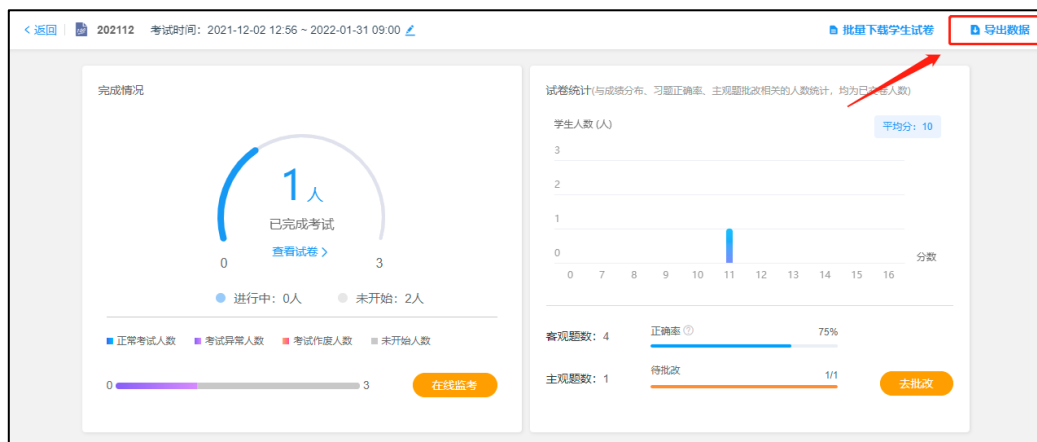 <返回 202112 考试时间：2021-12-02 12:56 ~ 2022-01-31 09:00 批量下载学生试卷 导出数据
完成情况
1人
已完成考试
查看试卷 >
0 3
进行中：0人 未开始：2人
正常考试人数 考试异常人数 考试作废人数 未开始人数
0 3 在线监考
试卷统计(与成绩分布、习题正确率、主观题批改相关的人数统计，均为已交卷人数)
学生人数 (人) 平均分：10
3
2
1
0 分数
0 7 8 9 10 11 12 13 14 15 16
客观题数：4 正确率 75%
主观题数：1 待批改 1/1
去批改